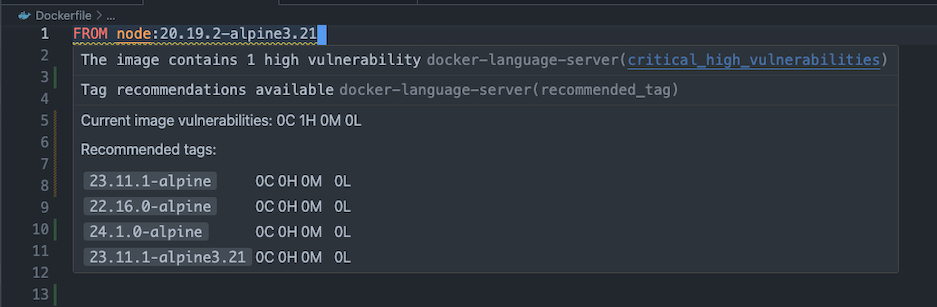 Dockerfile > ...
1 FROM node:20.19.2-alpine3.21
2 The image contains 1 high vulnerability docker-language-server(critical_high_vulnerabilities)
3 Tag recommendations available docker-language-server(recommended_tag)
4
5 Current image vulnerabilities: 0C 1H 0M 0L
6 Recommended tags:
7 23.11.1-alpine 0C 0H 0M 0L
8 22.16.0-alpine 0C 0H 0M 0L
9
10 24.1.0-alpine 0C 0H 0M 0L
11 23.11.1-alpine3.21 0C 0H 0M 0L
12
13